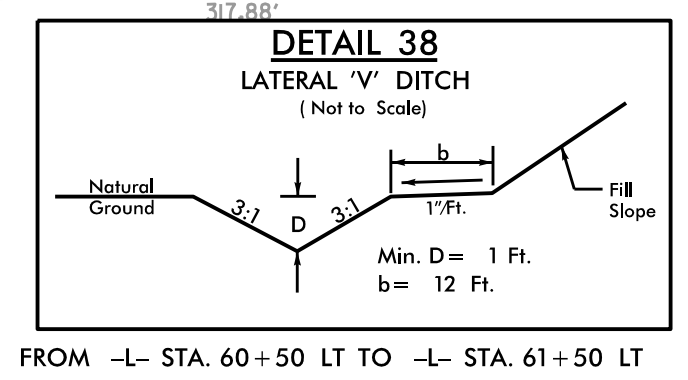 317.88'
DETAIL 38
LATERAL 'V' DITCH
( Not to Scale)
b
Natural
Ground
3:1
D
3:1
1"/Ft.
Fill
Slope
Min. D= 1 Ft.
b= 12 Ft.
FROM -L- STA. 60+50 LT TO -L- STA. 61+50 LT